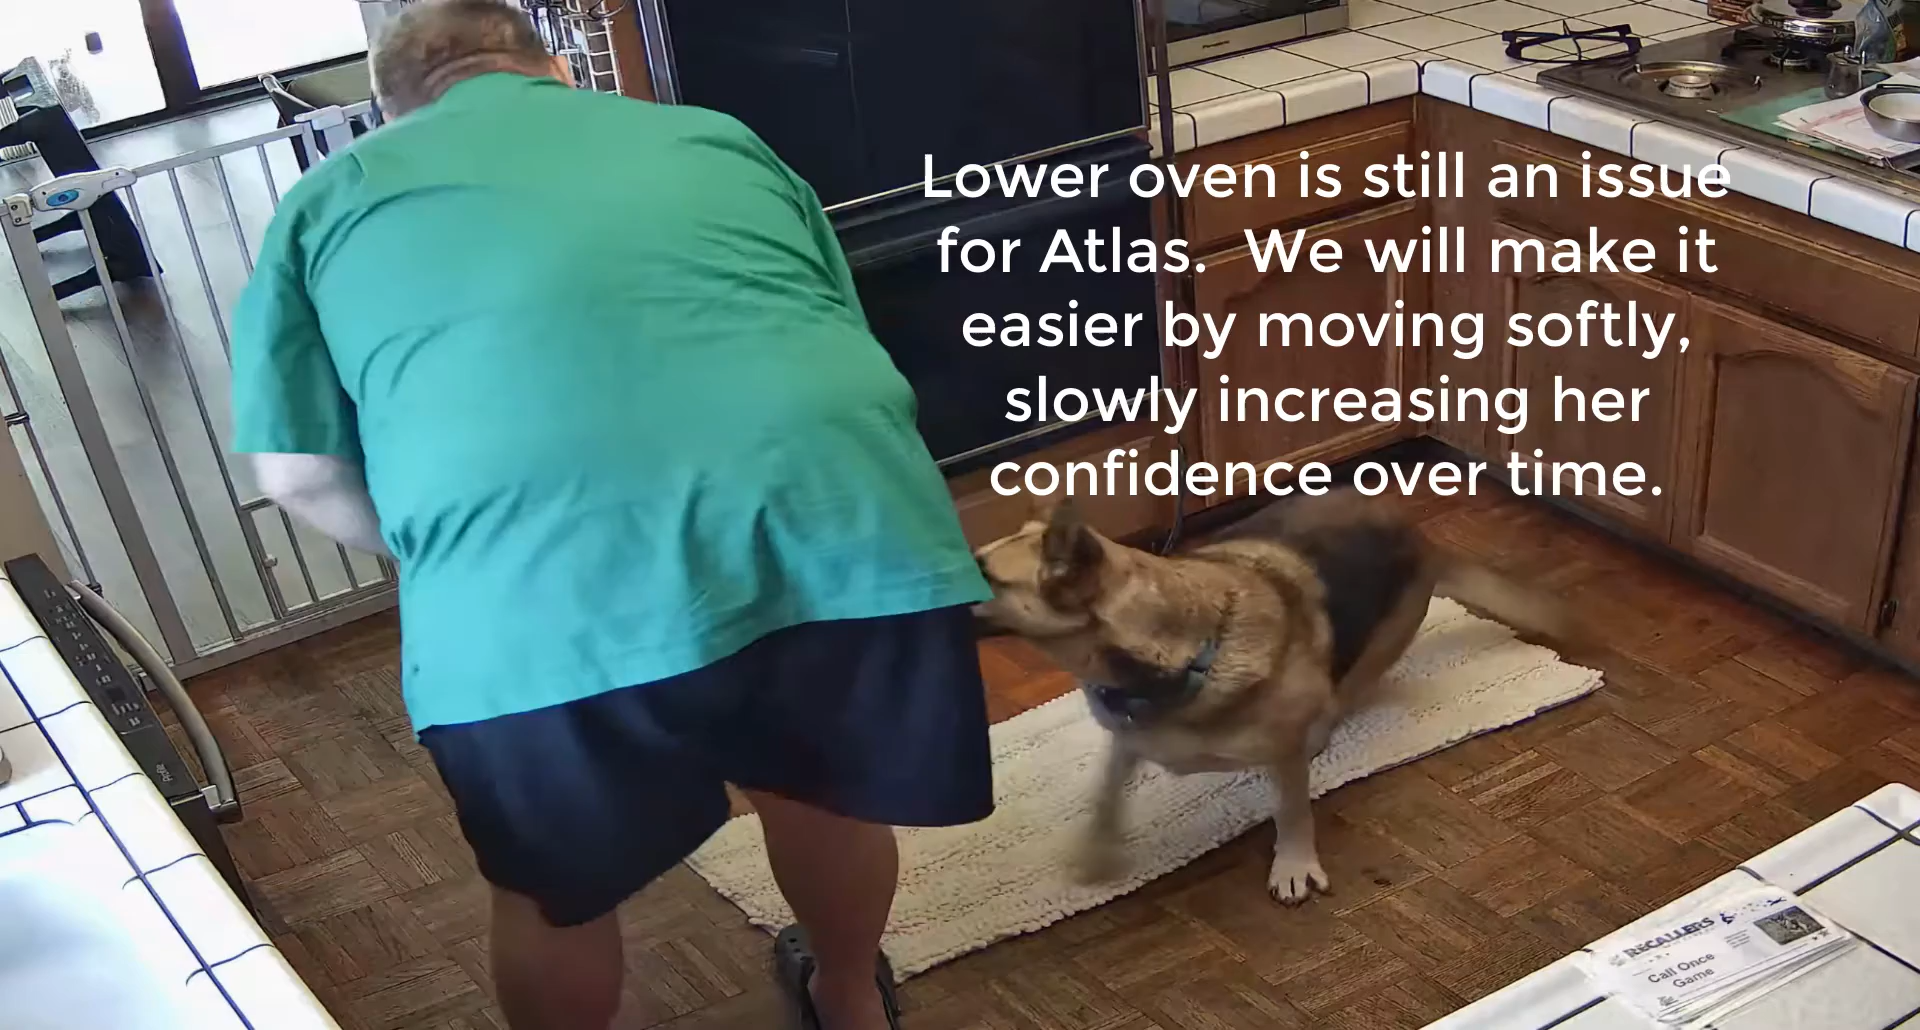 Lower oven is still an issue
for Atlas. We will make it
easier by moving softly,
slowly increasing her
confidence over time.
RECALLERS
Call Once
Game